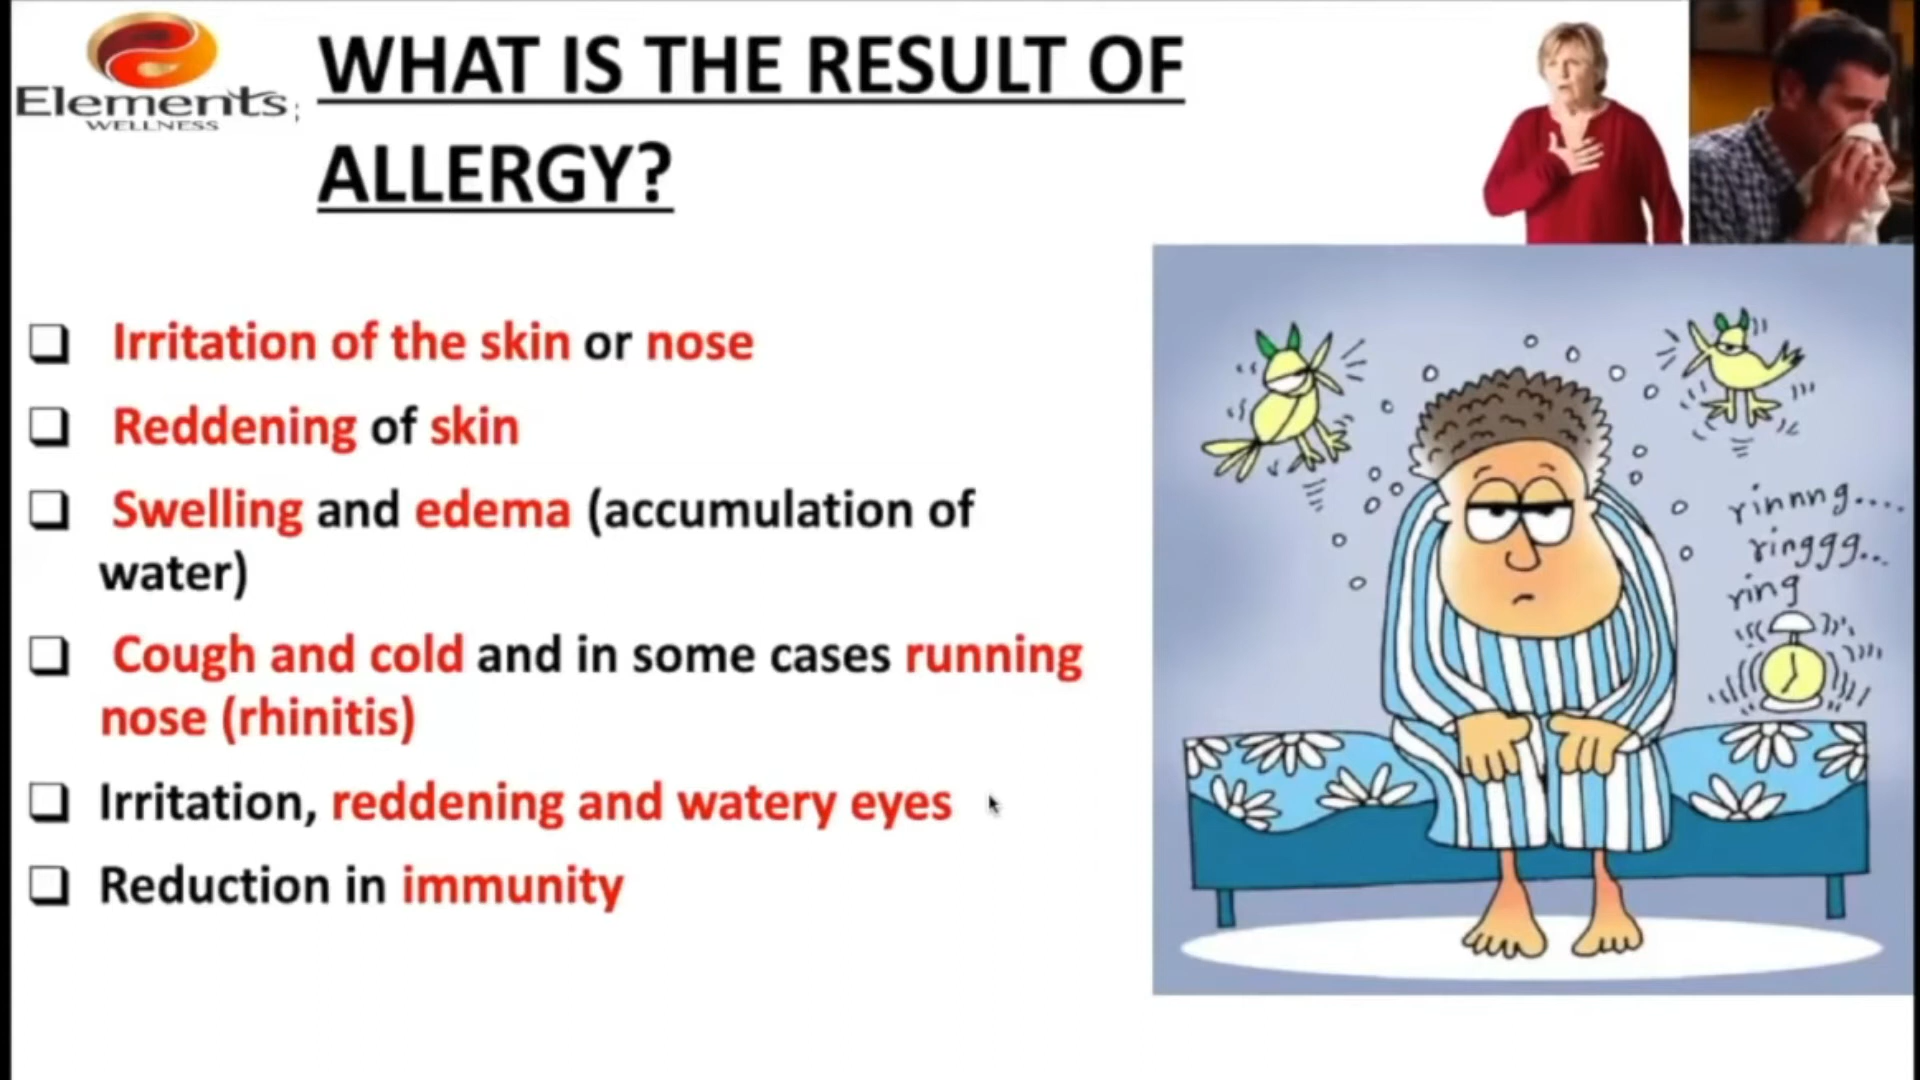 Elements
WELLNESS
WHAT IS THE RESULT OF
ALLERGY?
Irritation of the skin or nose
Reddening of skin
Swelling and edema (accumulation of
water)
Cough and cold and in some cases running
nose (rhinitis)
Irritation, reddening and watery eyes
Reduction in immunity
rinnng....
ringgg..
ring